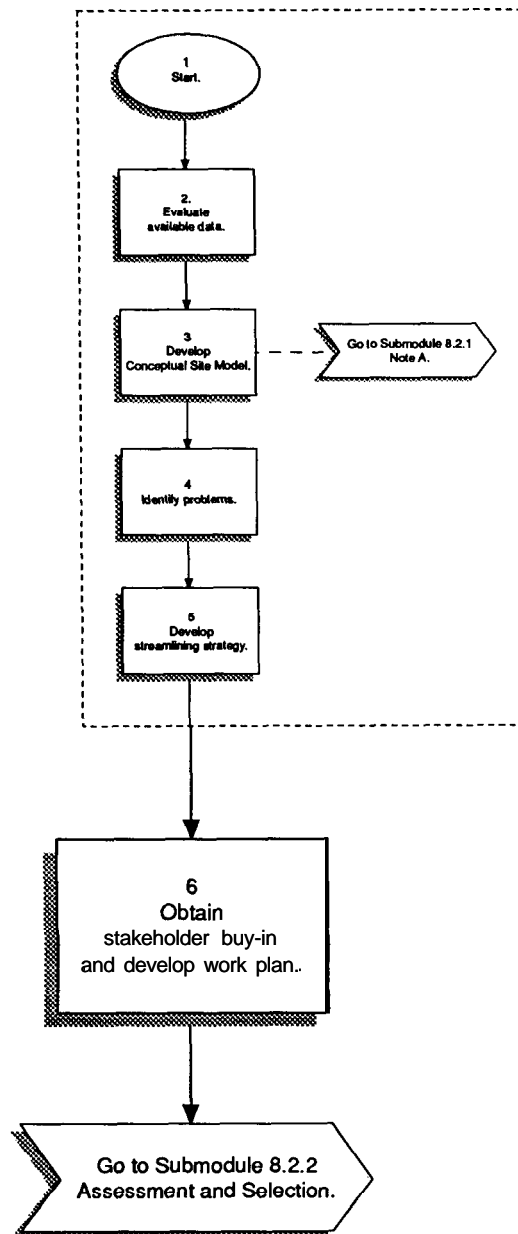 1
Start.
2.
Evaluate
available data.
3
Develop
Conceptual Site Model.
Go to Submodule 8.2.1
Note A.
4
Identify problems.
5
Develop
streamlining strategy.
6
Obtain
stakeholder buy-in
and develop work plan..
Go to Submodule 8.2.2
Assessment and Selection.